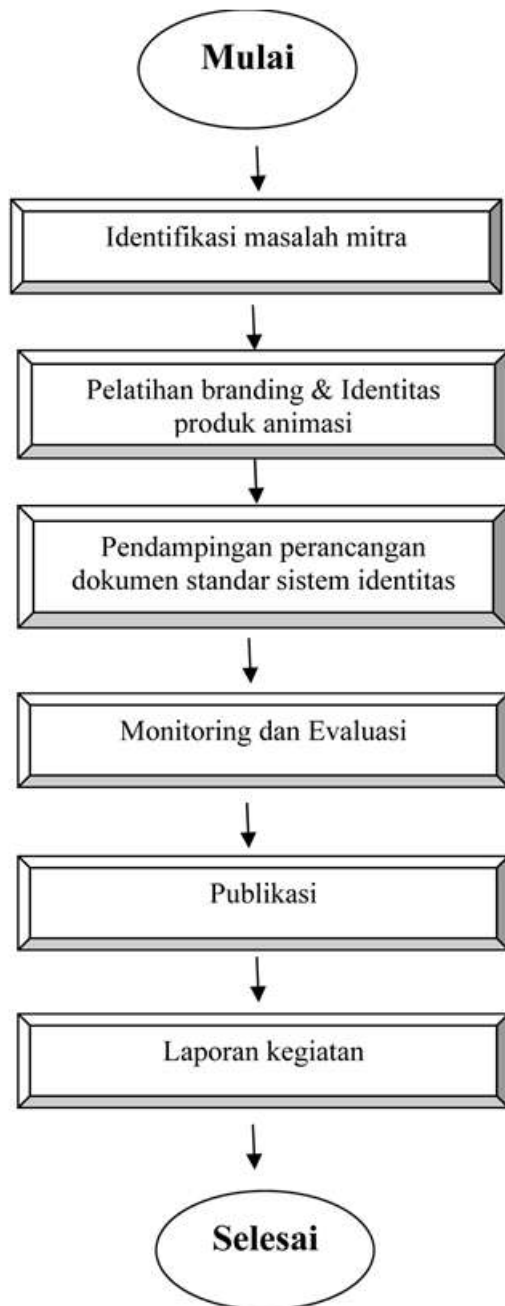 Mulai
Identifikasi masalah mitra
Pelatihan branding & Identitas
produk animasi
Pendampingan perancangan
dokumen standar sistem identitas
Monitoring dan Evaluasi
Publikasi
Laporan kegiatan
Selesai